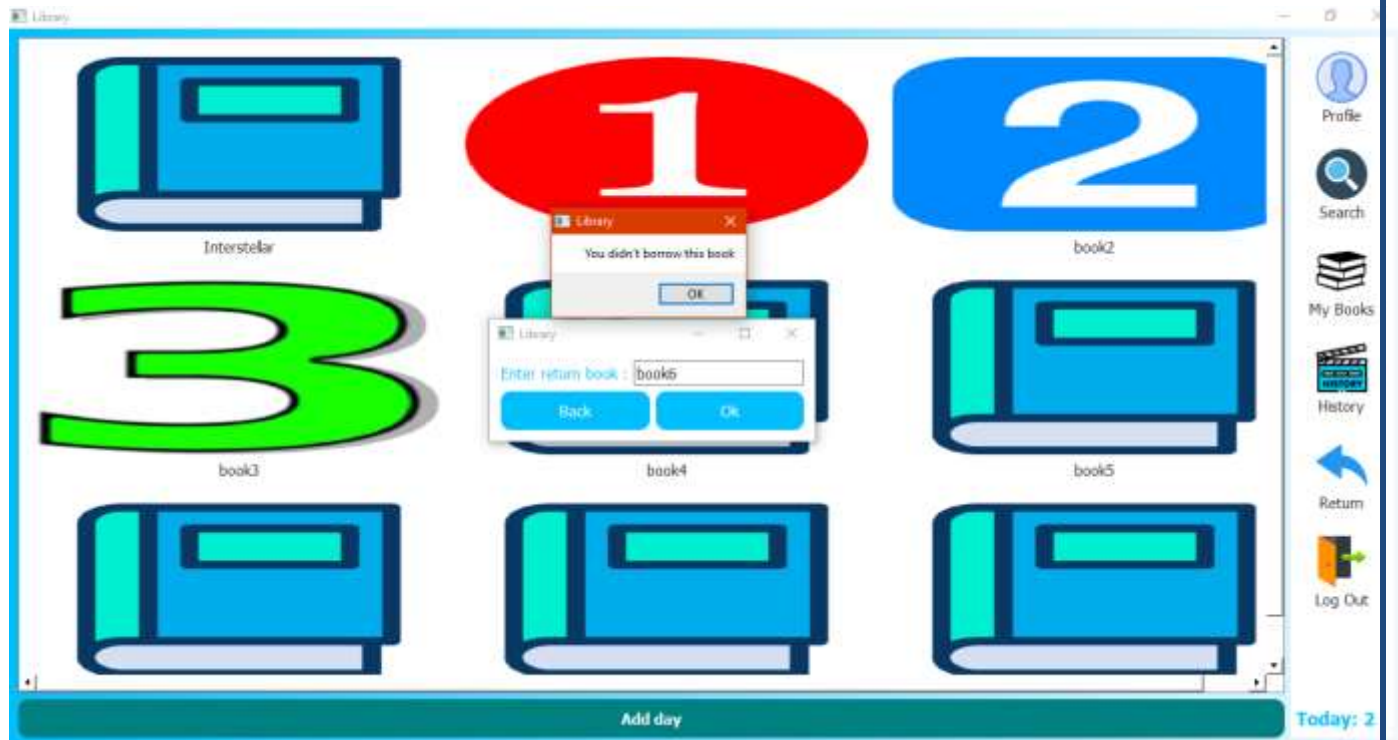 Library
1
2
Profile
Search
Interstellar
book2
Library
You didn't borrow this book
OK
My Books
3
Library
Enter return book :
book6
Back
Ok
HISTORY
History
book3
book4
book5
Return
Log Out
Add day
Today: 2